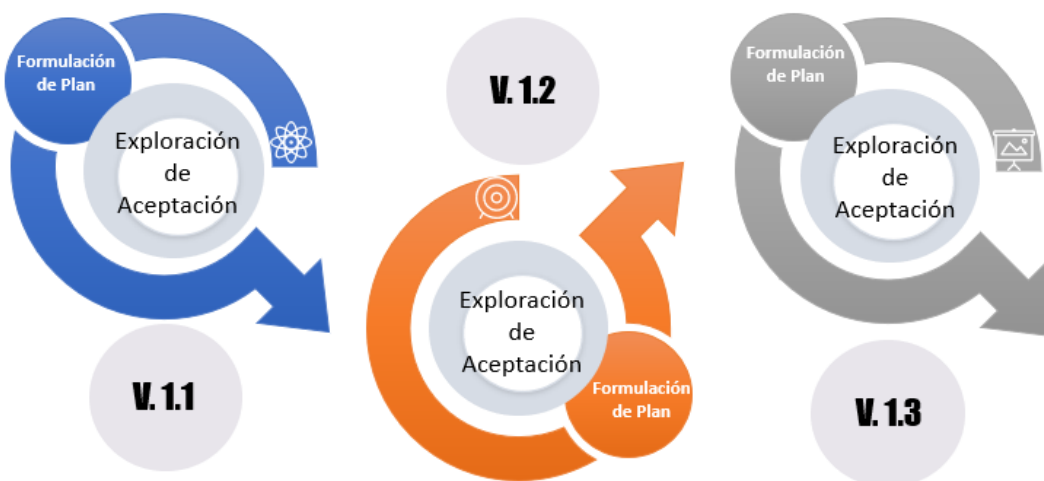 Formulación
de Plan
Exploración
de
Aceptación
V. 1.1
V. 1.2
Exploración
de
Aceptación
Formulación
de Plan
Formulación
de Plan
Exploración
de
Aceptación
V. 1.3